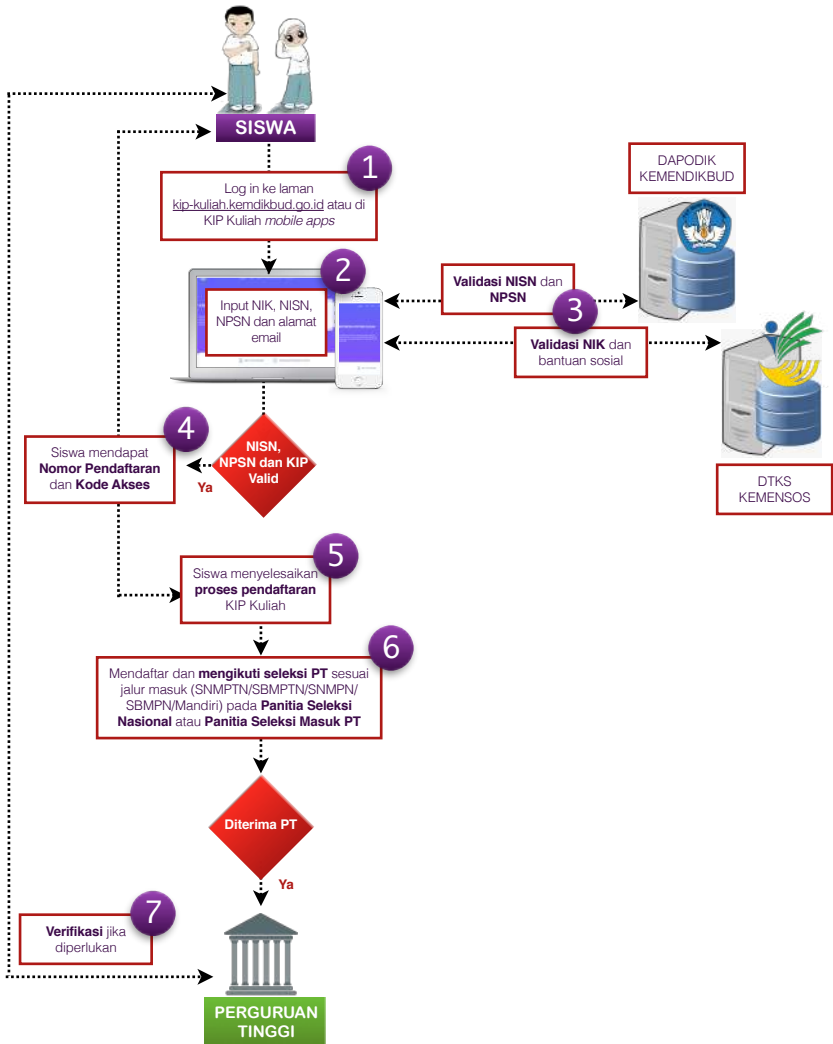 SISWA
1
Log in ke laman
kip-kuliah.kemdikbud.go.id atau di
KIP Kuliah mobile apps
2
Input NIK, NISN,
NPSN dan alamat
email
Validasi NISN dan
NPSN
3
Validasi NIK dan
bantuan sosial
DAPODIK
KEMENDIKBUD
DTKS
KEMENSOS
4
Siswa mendapat
Nomor Pendaftaran
dan Kode Akses
NISN,
NPSN dan KIP
Valid
Ya
5
Siswa menyelesaikan
proses pendaftaran
KIP Kuliah
6
Mendaftar dan mengikuti seleksi PT sesuai
jalur masuk (SNMPTN/SBMPTN/SNMPN/
SBMPN/Mandiri) pada Panitia Seleksi
Nasional atau Panitia Seleksi Masuk PT
Diterima PT
Ya
7
Verifikasi jika
diperlukan
PERGURUAN
TINGGI